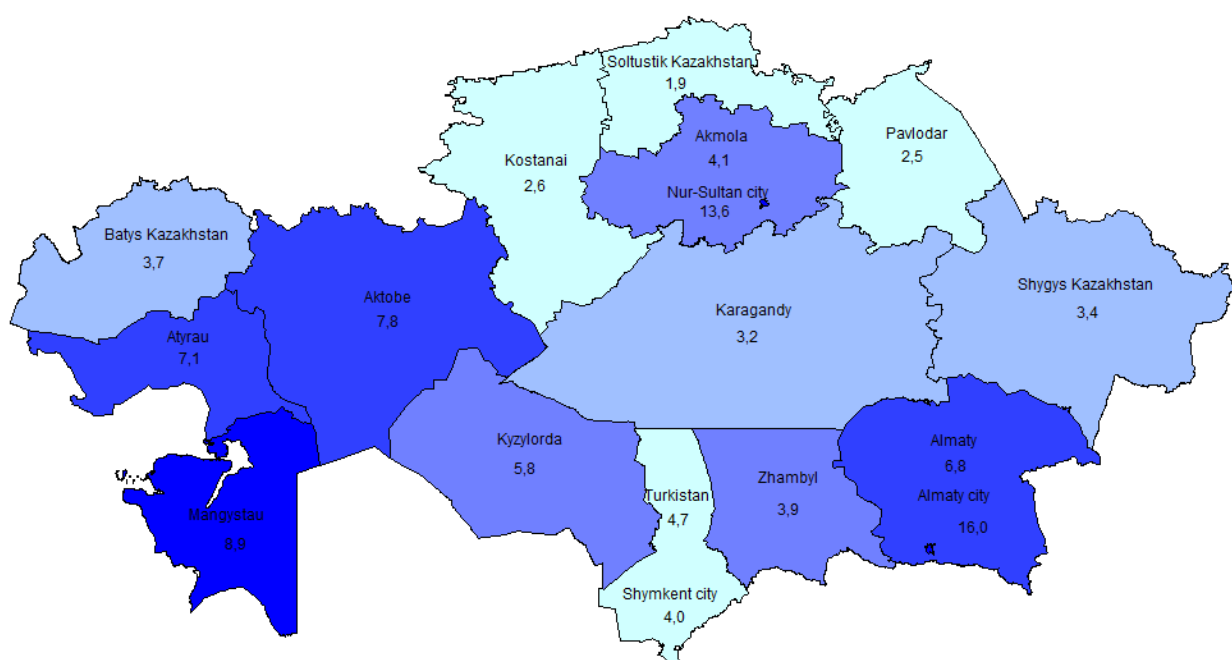 Soltustik Kazakhstan
1,9
Akmola
4,1
Nur-Sultan city
13,6
Pavlodar
2,5
Kostanai
2,6
Batys Kazakhstan
3,7
Aktobe
7,8
Atyrau
7,1
Karagandy
3,2
Shygys Kazakhstan
3,4
Kyzylorda
5,8
Mangystau
8,9
Turkistan
4,7
Zhambyl
3,9
Almaty
6,8
Almaty city
16,0
Shymkent city
4,0